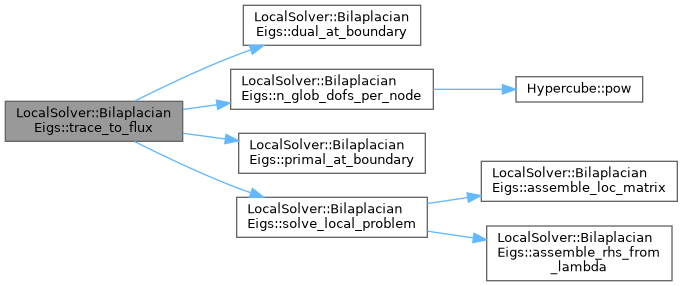 LocalSolver::Bilaplacian
Eigs::trace_to_flux
LocalSolver::Bilaplacian
Eigs::dual_at_boundary
LocalSolver::Bilaplacian
Eigs::n_glob_dofs_per_node
Hypercube::pow
LocalSolver::Bilaplacian
Eigs::primal_at_boundary
LocalSolver::Bilaplacian
Eigs::solve_local_problem
LocalSolver::Bilaplacian
Eigs::assemble_loc_matrix
LocalSolver::Bilaplacian
Eigs::assemble_rhs_from
_lambda